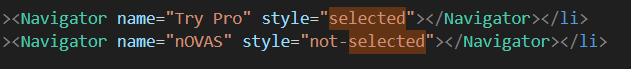 ><Navigator name="Try Pro" style="selected"></Navigator></li>
><Navigator name="nOVAS" style="not-selected"></Navigator></li>